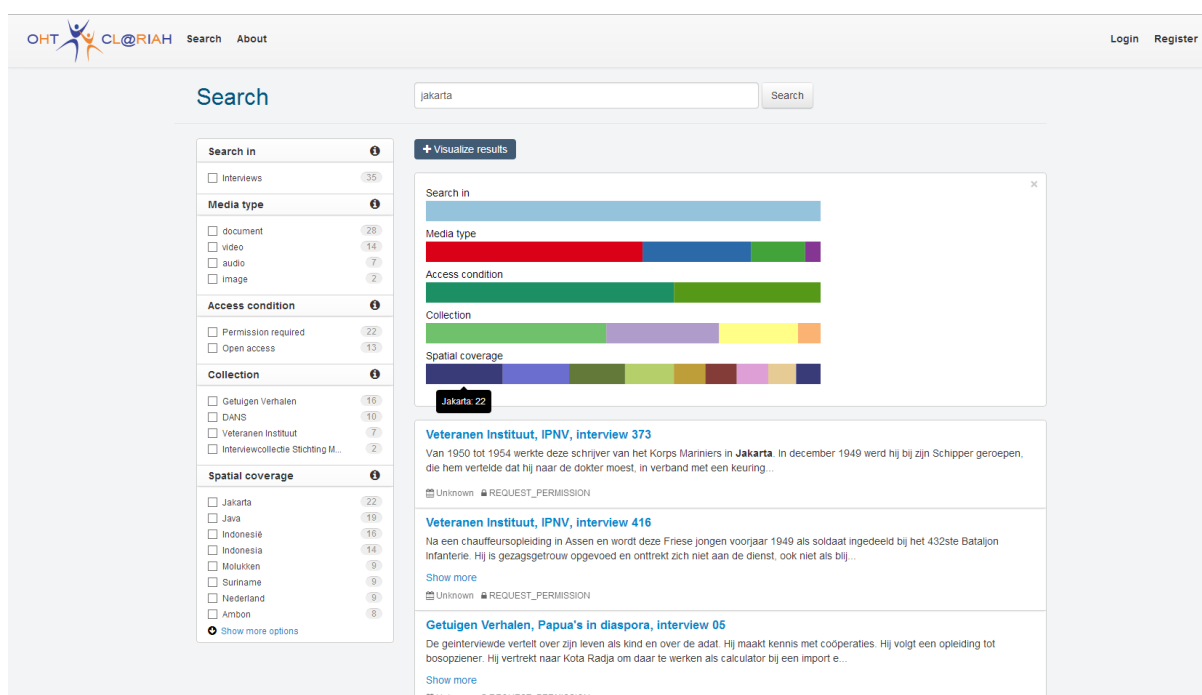 OHT CL@RIAH Search About Login Register
Search jakarta Search
Search in
Interviews 35
Media type
document 28
video 14
audio 7
image 2
Access condition
Permission required 22
Open access 13
Collection
Getuigen Verhalen 16
DANS 10
Veteranen Instituut 7
Interviewcollectie Stichting M... 2
Spatial coverage
Jakarta 22
Java 19
Indonesië 16
Indonesia 14
Molukken 9
Suriname 9
Nederland 9
Ambon 8
Show more options
Visualize results
×
Search in
Media type
Access condition
Collection
Spatial coverage
Jakarta: 22
Veteranen Instituut, IPNV, interview 373
Van 1950 tot 1954 werkte deze schrijver van het Korps Mariniers in Jakarta. In december 1949 werd hij bij zijn Schipper geroepen,
die hem vertelde dat hij naar de dokter moest, in verband met een keuring...
Unknown REQUEST_PERMISSION
Veteranen Instituut, IPNV, interview 416
Na een chauffeursopleiding in Assen en wordt deze Friese jongen voorjaar 1949 als soldaat ingedeeld bij het 432ste Bataljon
Infanterie. Hij is gezagsgetrouw opgevoed en onttrekt zich niet aan de dienst, ook niet als blij...
Show more
Unknown REQUEST_PERMISSION
Getuigen Verhalen, Papua's in diaspora, interview 05
De geinterviewde vertelt over zijn leven als kind en over de adat. Hij maakt kennis met coöperaties. Hij volgt een opleiding tot
bosopziener. Hij vertrekt naar Kota Radja om daar te werken als calculator bij een import e...
Show more